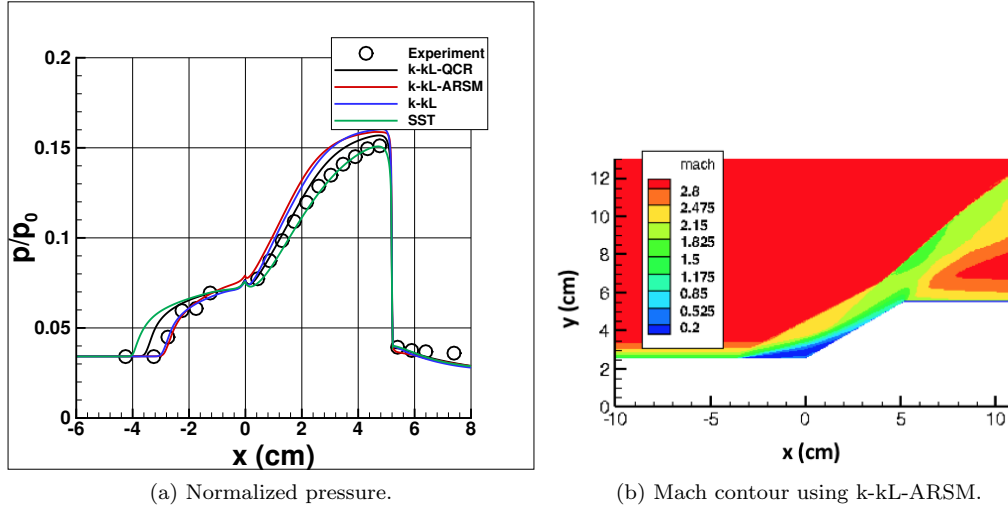 0.2
0.15
0.1
0.05
0
p/p0
Experiment
k-kL-QCR
k-kL-ARSM
k-kL
SST
-6 -4 -2 0 2 4 6 8
x (cm)
(a) Normalized pressure.
mach
2.8
2.475
2.15
1.825
1.5
1.175
0.85
0.525
0.2
12
10
8
6
4
2
0
y (cm)
-10 -5 0 5 10
x (cm)
(b) Mach contour using k-kL-ARSM.